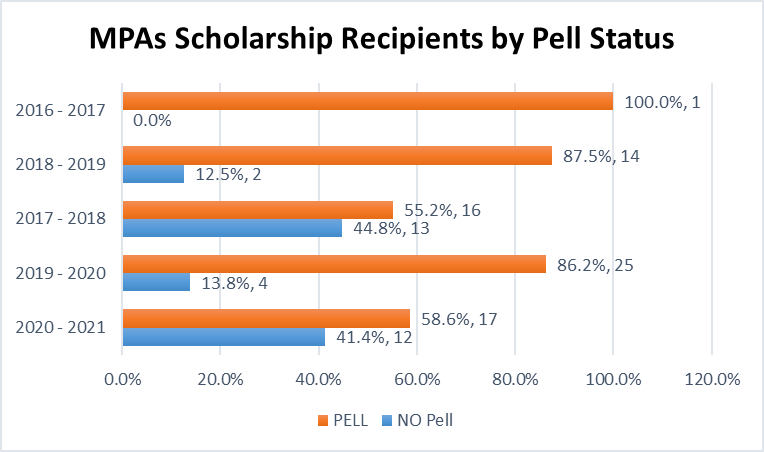 MPAs Scholarship Recipients by Pell Status
2016 - 2017
100.0%, 1
0.0%
2018 - 2019
87.5%, 14
12.5%, 2
2017 - 2018
55.2%, 16
44.8%, 13
2019 - 2020
86.2%, 25
13.8%, 4
2020 - 2021
58.6%, 17
41.4%, 12
0.0% 20.0% 40.0% 60.0% 80.0% 100.0% 120.0%
PELL NO Pell